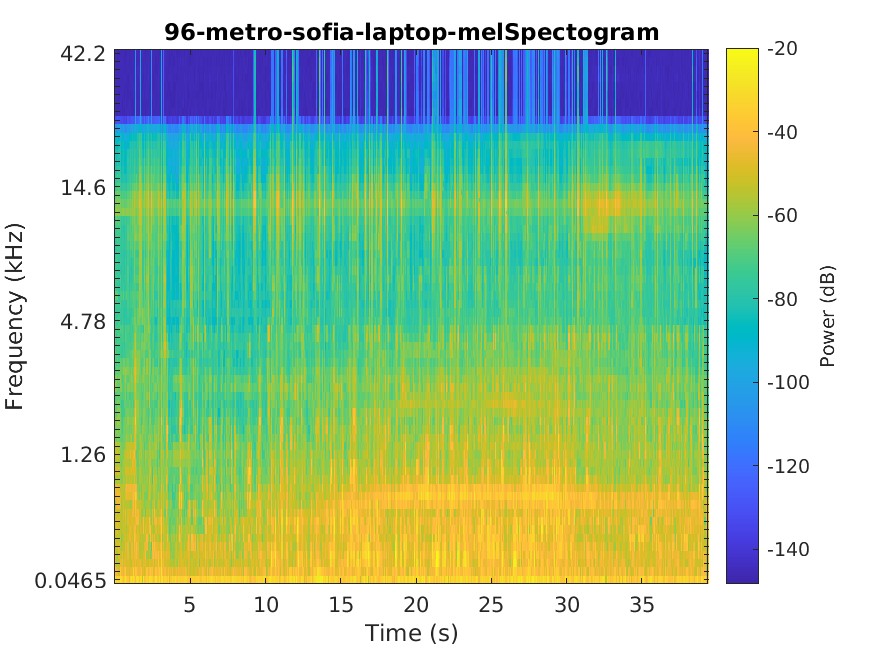 96-metro-sofia-laptop-melSpectogram
42.2
14.6
4.78
1.26
0.0465
Frequency (kHz)
5 10 15 20 25 30 35
Time (s)
-20
-40
-60
-80
-100
-120
-140
Power (dB)